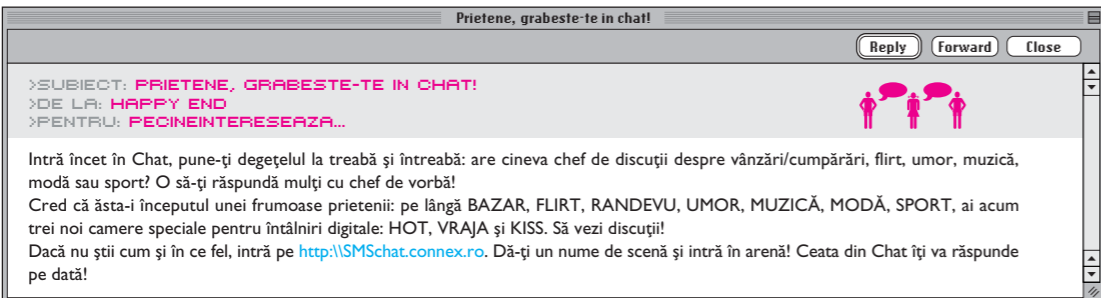 Prietene, grabeste-te in chat!
Reply Forward Close
>SUBIECT: PRIETENE, GRABESTE-TE IN CHAT!
>DE LA: HAPPY END
>PENTRU: PECINEINTERESEAZA...
Intră încet în Chat, pune-ţi degeţelul la treabă şi întreabă: are cineva chef de discuţii despre vânzări/cumpărări, flirt, umor, muzică,
modă sau sport? O să-ţi răspundă mulţi cu chef de vorbă!
Cred că ăsta-i începutul unei frumoase prietenii: pe lângă BAZAR, FLIRT, RANDEVU, UMOR, MUZICĂ, MODĂ, SPORT, ai acum
trei noi camere speciale pentru întâlniri digitale: HOT, VRAJA şi KISS. Să vezi discuţii!
Dacă nu ştii cum şi în ce fel, intră pe http:\\SMSchat.connex.ro. Dă-ţi un nume de scenă şi intră în arenă! Ceata din Chat îţi va răspunde
pe dată!